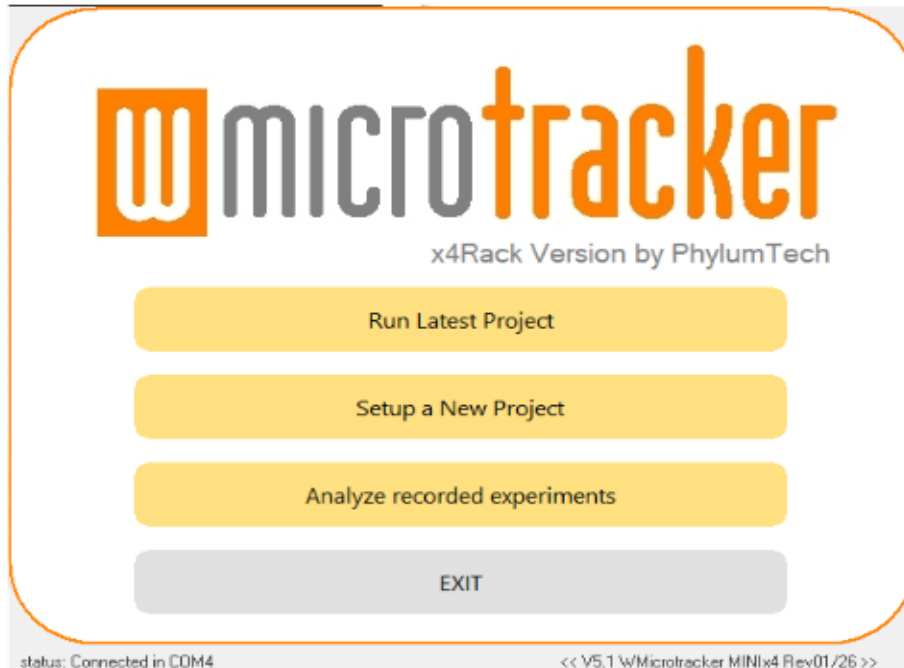 wmicrotracker
x4Rack Version by PhylumTech
Run Latest Project
Setup a New Project
Analyze recorded experiments
EXIT
status: Connected in COM4
<< V5.1 WMicrotracker MINIx4 Rev01/26 >>